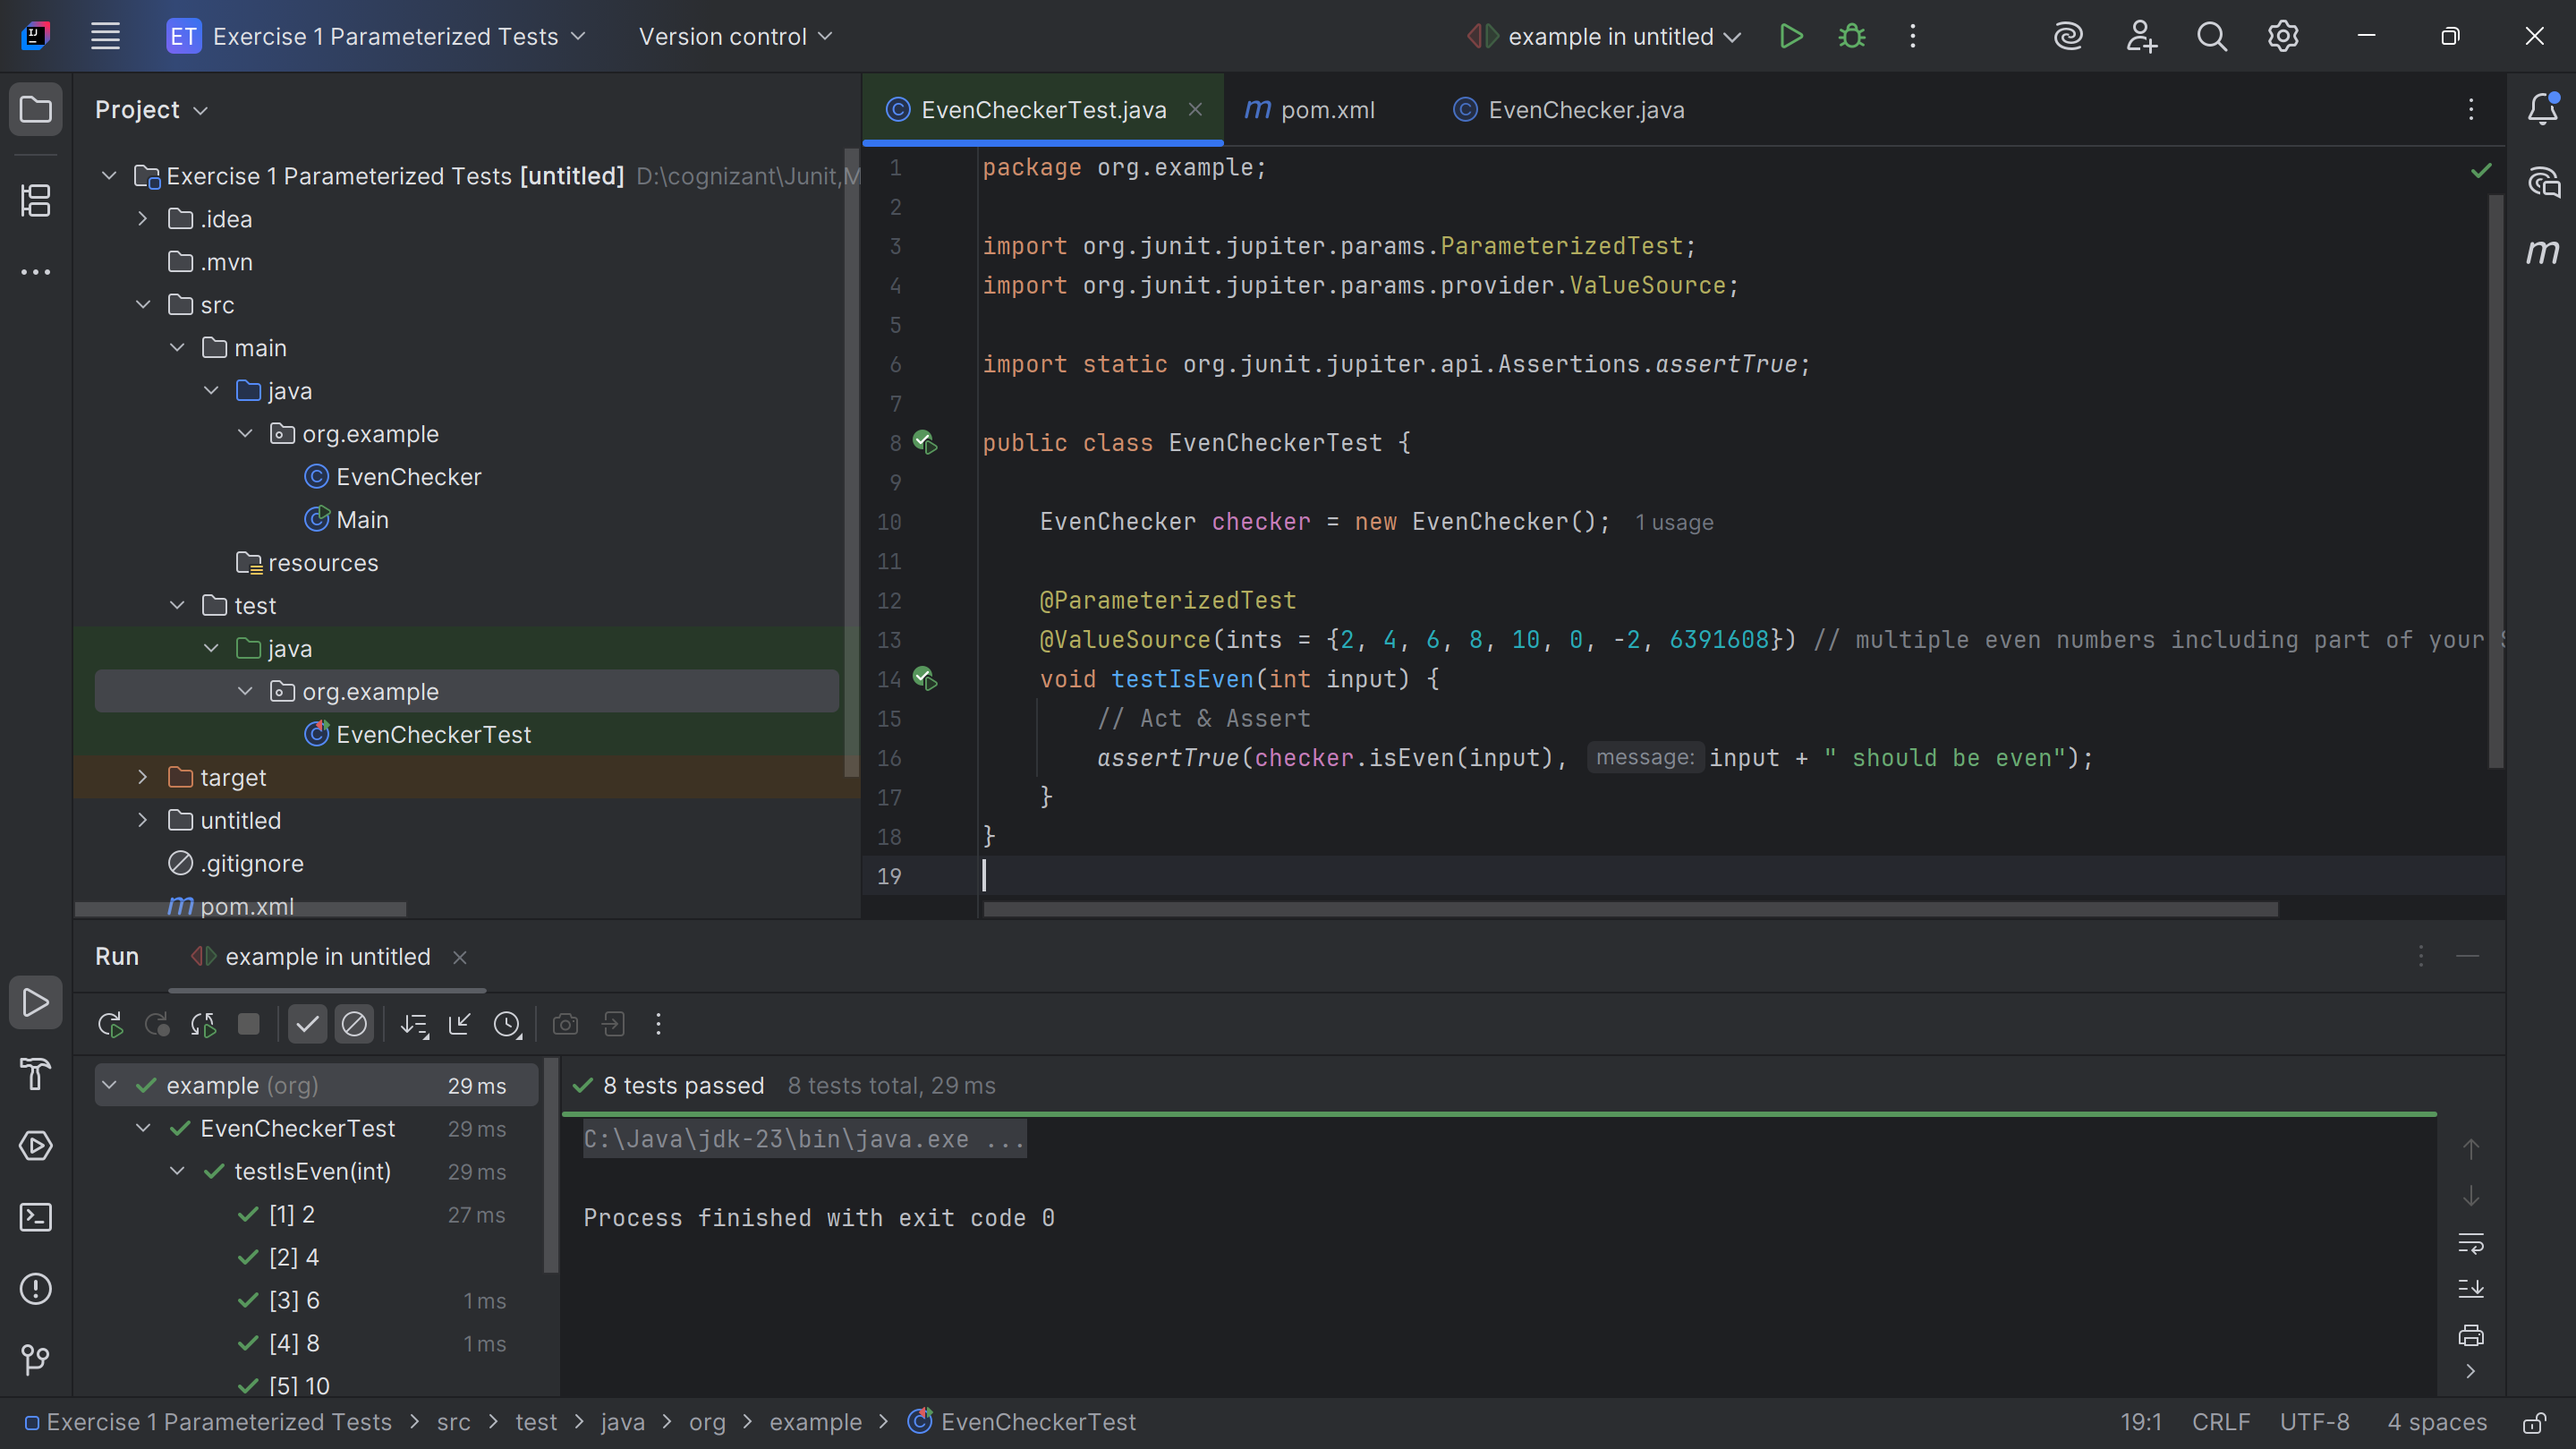 ET Exercise 1 Parameterized Tests Version control example in untitled
Project
Exercise 1 Parameterized Tests [untitled] D:\cognizant\Junit,M
.idea
.mvn
src
main
java
org.example
EvenChecker
Main
resources
test
java
org.example
EvenCheckerTest
target
untitled
.gitignore
pom.xml
EvenCheckerTest.java pom.xml EvenChecker.java
1 package org.example;
2
3 import org.junit.jupiter.params.ParameterizedTest;
4 import org.junit.jupiter.params.provider.ValueSource;
5
6 import static org.junit.jupiter.api.Assertions.assertTrue;
7
8 public class EvenCheckerTest {
9
10 EvenChecker checker = new EvenChecker(); 1 usage
11
12 @ParameterizedTest
13 @ValueSource(ints = {2, 4, 6, 8, 10, 0, -2, 6391608}) // multiple even numbers including part of your
14 void testIsEven(int input) {
15 // Act & Assert
16 assertTrue(checker.isEven(input), message: input + " should be even");
17 }
18 }
19
Run example in untitled
example (org) 29 ms
EvenCheckerTest 29 ms
testIsEven(int) 29 ms
[1] 2 27 ms
[2] 4
[3] 6 1 ms
[4] 8 1 ms
[5] 10
8 tests passed 8 tests total, 29 ms
C:\Java\jdk-23\bin\java.exe ...
Process finished with exit code 0
Exercise 1 Parameterized Tests > src > test > java > org > example > EvenCheckerTest
19:1 CRLF UTF-8 4 spaces